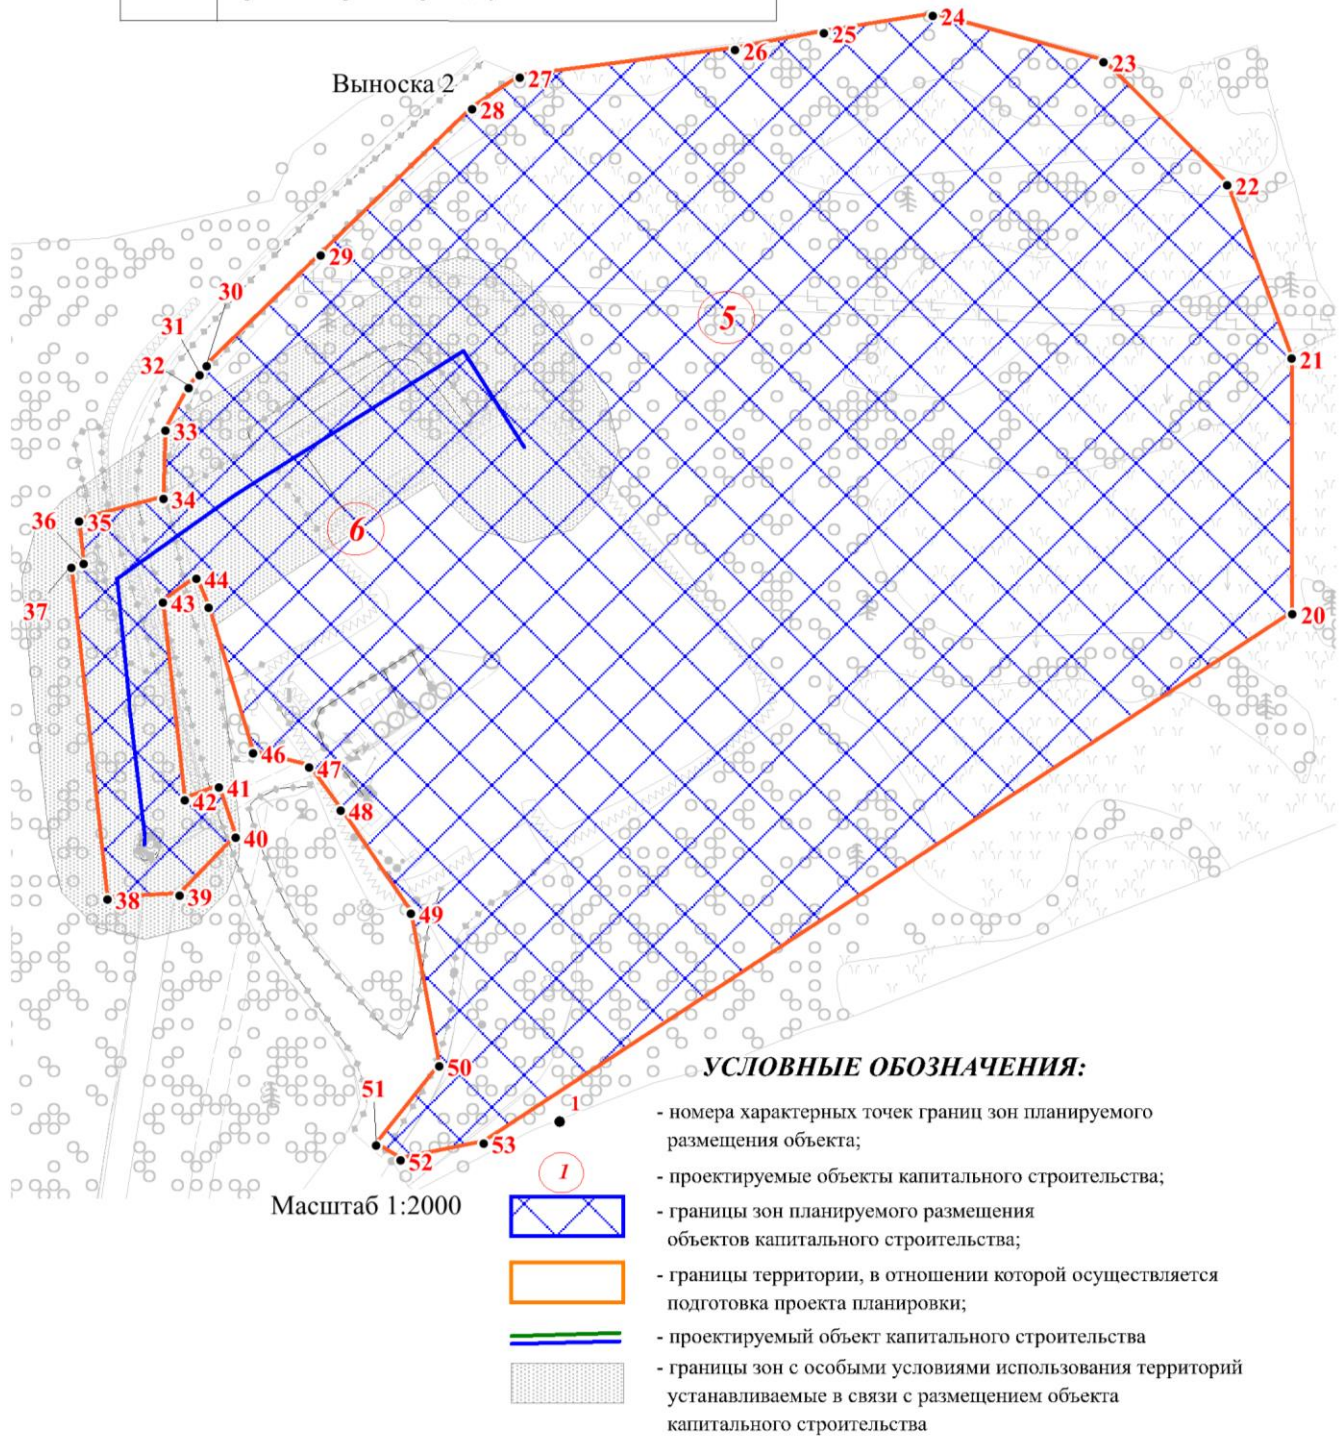 Выноска 2
24
25
26
23
27
28
22
29
30
5
31
21
32
33
34
36
35
6
44
43
37
20
46
47
41
42
48
40
38
39
49
50
УСЛОВНЫЕ ОБОЗНАЧЕНИЯ:
51
1
- номера характерных точек границ зон планируемого
размещения объекта;
53
52
1
- проектируемые объекты капитального строительства;
Масштаб 1:2000
- границы зон планируемого размещения
объектов капитального строительства;
- границы территории, в отношении которой осуществляется
подготовка проекта планировки;
- проектируемый объект капитального строительства
- границы зон с особыми условиями использования территорий
устанавливаемые в связи с размещением объекта
капитального строительства